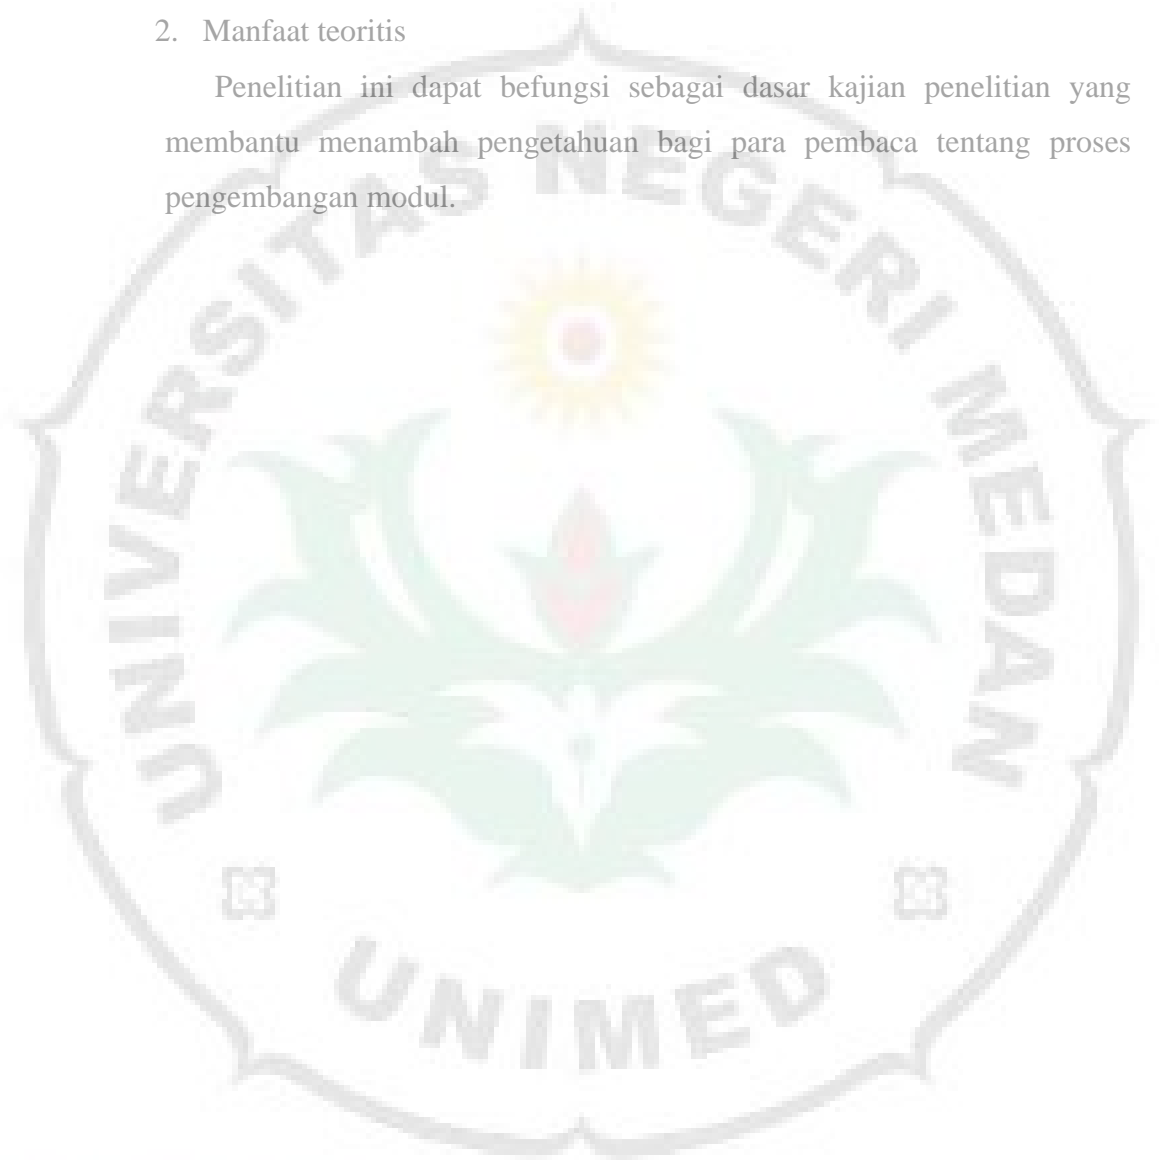 2. Manfaat teoritis
Penelitian ini dapat befungsi sebagai dasar kajian penelitian yang
membantu menambah pengetahuan bagi para pembaca tentang proses
pengembangan modul.
UNIVERSITAS NEGERI MEDAN
UNIMED